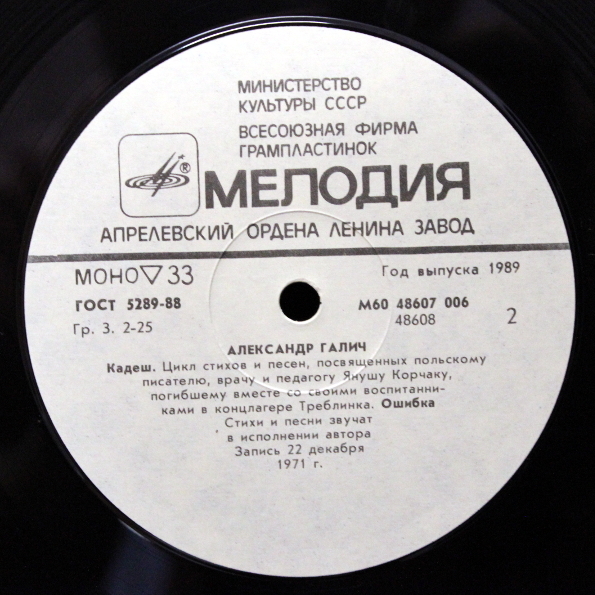 МИНИСТЕРСТВО
КУЛЬТУРЫ СССР
ВСЕСОЮЗНАЯ ФИРМА
ГРАМПЛАСТИНОК
®
МЕЛОДИЯ
АПРЕЛЕВСКИЙ ОРДЕНА ЛЕНИНА ЗАВОД
МОНО ▽ 33 Год выпуска 1989
ГОСТ 5289-88 М60 48607 006
Гр. 3. 2-25 48608 2
АЛЕКСАНДР ГАЛИЧ
Кадеш. Цикл стихов и песен, посвященных польскому
писателю, врачу и педагогу Янушу Корчаку,
погибшему вместе со своими воспитанни-
ками в концлагере Треблинка. Ошибка
Стихи и песни звучат
в исполнении автора
Запись 22 декабря
1971 г.